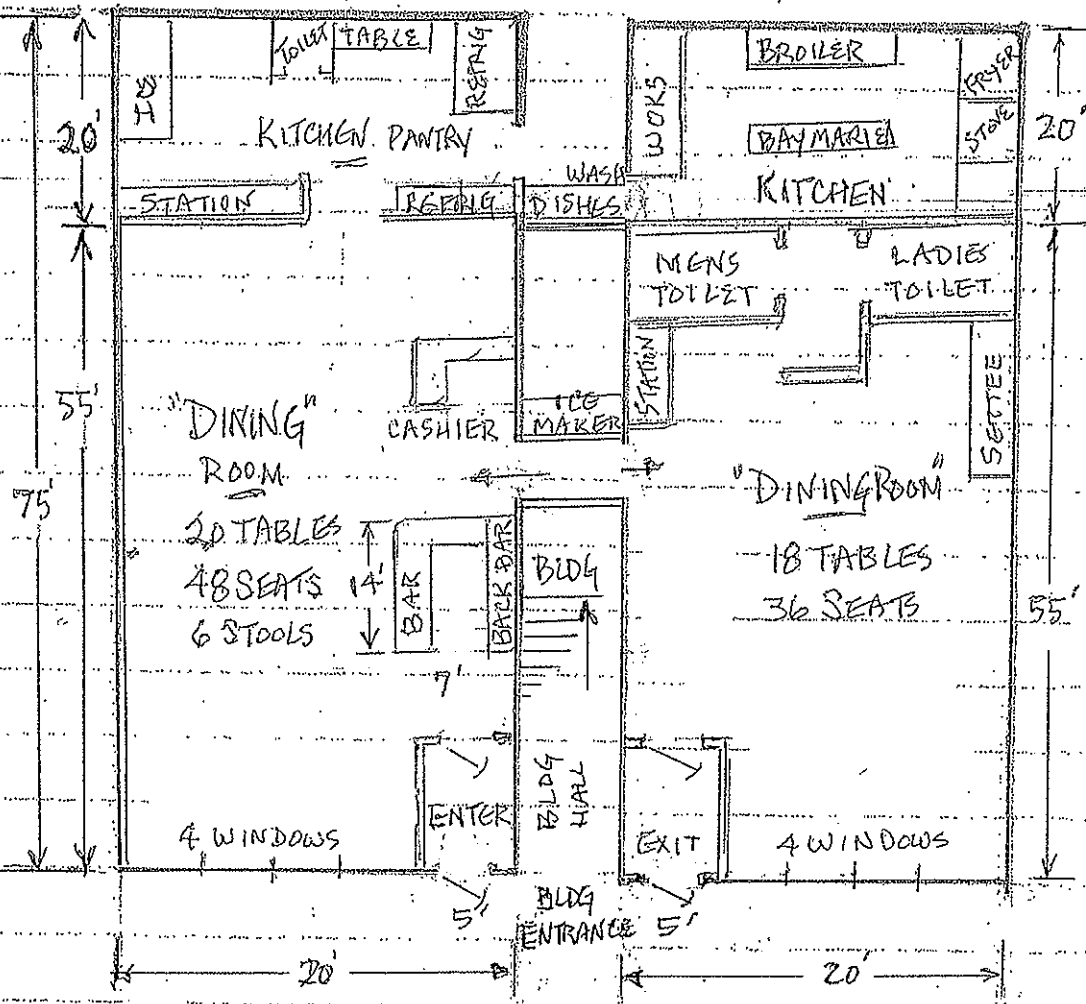 TOILET
TABLE
REFRIG
WOKS
BROILER
FRYER
20'
KITCHEN PANTRY
BAYMARIE
STOVE
20'
STATION
REFRIG
WASH
DISHES
KITCHEN
MENS
TOILET
LADIES
TOILET
55'
75'
"DINING"
ROOM
20 TABLES
48 SEATS
6 STOOLS
CASHIER
ICE
MAKER
STATION
SETTEE
"DININGROOM"
18 TABLES
36 SEATS
55'
14'
BAR
BACK BAR
BLDG
7'
ENTER
BLDG
HALL
EXIT
4 WINDOWS
4 WINDOWS
5'
BLDG
ENTRANCE
5'
20'
20'